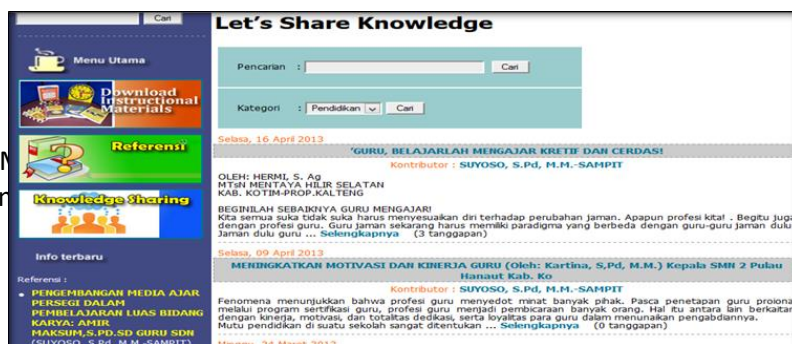 Cari
Menu Utama
Download
Instructional
Materials
Referensi
Knowledge Sharing
Info terbaru
Referensi :
PENGEMBANGAN MEDIA AJAR
PERSEGI DALAM
PEMBELAJARAN LUAS BIDANG
KARYA: AMIR
MAKSUM,S.PD.SD GURU SDN
(SUYOSO, S.Pd, M.M.-SAMPIT)
Let's Share Knowledge
Pencarian :
Cari
Kategori : Pendidikan Cari
Selasa, 16 April 2013
'GURU, BELAJARLAH MENGAJAR KRETIF DAN CERDAS!
Kontributor : SUYOSO, S.Pd, M.M.-SAMPIT
OLEH: HERMI, S. Ag
MTsN MENTAYA HILIR SELATAN
KAB. KOTIM-PROP.KALTENG
BEGINILAH SEBAIKNYA GURU MENGAJAR!
Kita semua suka tidak suka harus menyesuaikan diri terhadap perubahan jaman. Apapun profesi kita! . Begitu juga
dengan profesi guru. Guru jaman sekarang harus memiliki paradigma yang berbeda dengan guru-guru jaman dulu
Jaman dulu guru ... Selengkapnya (3 tanggapan)
Selasa, 09 April 2013
MENINGKATKAN MOTIVASI DAN KINERJA GURU (Oleh: Kartina, S,Pd, M.M.) Kepala SMN 2 Pulau
Hanaut Kab. Ko
Kontributor : SUYOSO, S.Pd, M.M.-SAMPIT
Fenomena menunjukkan bahwa profesi guru menyedot minat banyak pihak. Pasca penetapan guru proiona
melalui program sertifikasi guru, profesi guru menjadi pembicaraan banyak orang. Hal itu antara lain berkaitan
dengan kinerja, motivasi, dan totalitas dedikasi, serta loyalitas para guru dalam menunaikan pengabdiannya.
Mutu pendidikan di suatu sekolah sangat ditentukan ... Selengkapnya (0 tanggapan)
Minggu, 24 Maret 2013